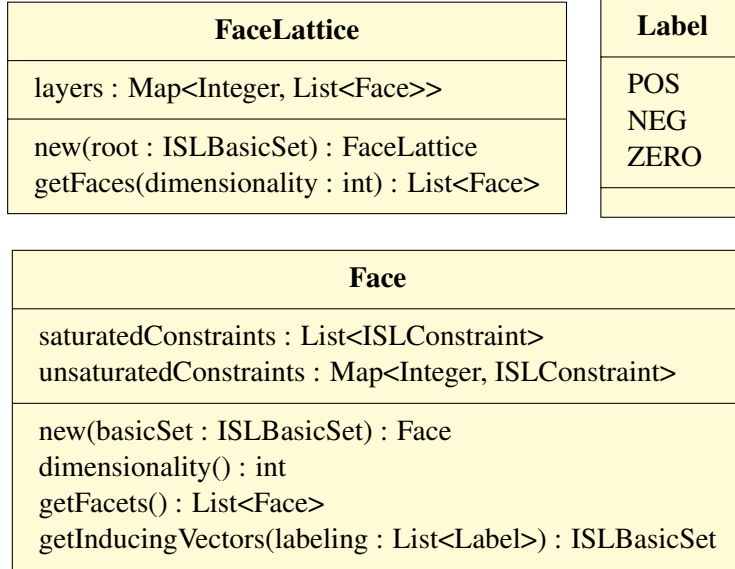 FaceLattice
layers : Map<Integer, List<Face>>
new(root : ISLBasicSet) : FaceLattice
getFaces(dimensionality : int) : List<Face>
Label
POS
NEG
ZERO
Face
saturatedConstraints : List<ISLConstraint>
unsaturatedConstraints : Map<Integer, ISLConstraint>
new(basicSet : ISLBasicSet) : Face
dimensionality() : int
getFacets() : List<Face>
getInducingVectors(labeling : List<Label>) : ISLBasicSet